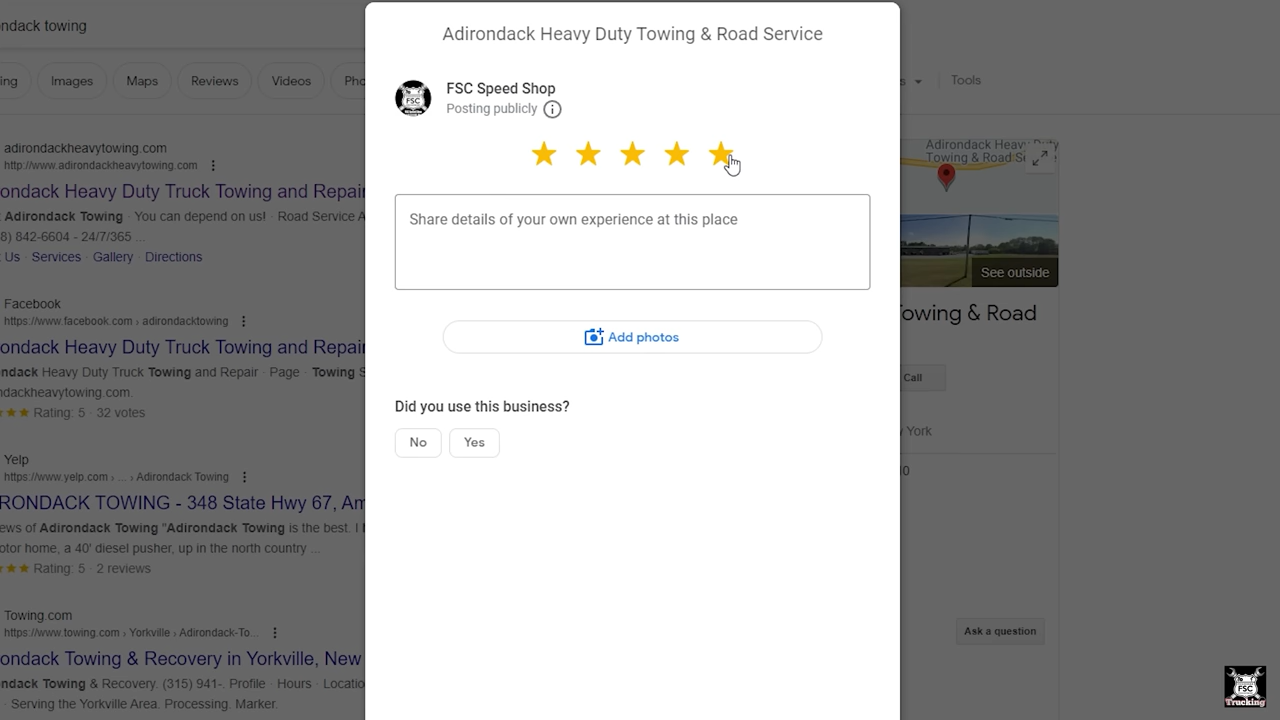 ndack towing
ing
Images
Maps
Reviews
Videos
Pho
s
Tools
adirondackheavytowing.com
http://www.adirondackheavytowing.com
ondack Heavy Duty Truck Towing and Repair
t Adirondack Towing · You can depend on us! · Road Service A
8) 842-6604 - 24/7/365 ...
t Us · Services · Gallery · Directions
Facebook
https://www.facebook.com › adirondacktowing
ondack Heavy Duty Truck Towing and Repair
ndack Heavy Duty Truck Towing and Repair · Page · Towing S
ndackheavytowing.com.
Rating: 5 · 32 votes
Yelp
https://www.yelp.com › ... › Adirondack Towing
RONDACK TOWING - 348 State Hwy 67, Am
ews of Adirondack Towing "Adirondack Towing is the best. I
otor home, a 40' diesel pusher, up in the north country ...
Rating: 5 · 2 reviews
Towing.com
https://www.towing.com › Yorkville › Adirondack-To...
ondack Towing & Recovery in Yorkville, New
ndack Towing & Recovery. (315) 941-. Profile · Hours · Locatio
· Serving the Yorkville Area. Processing. Marker.
Adirondack Heavy Duty Towing & Road Service
FSC
FSC Speed Shop
Posting publicly
Share details of your own experience at this place
Add photos
Did you use this business?
No
Yes
Adirondack Heavy Duty
Towing & Road Se
See outside
Towing & Road
Call
York
10
Ask a question
FSC
Trucking